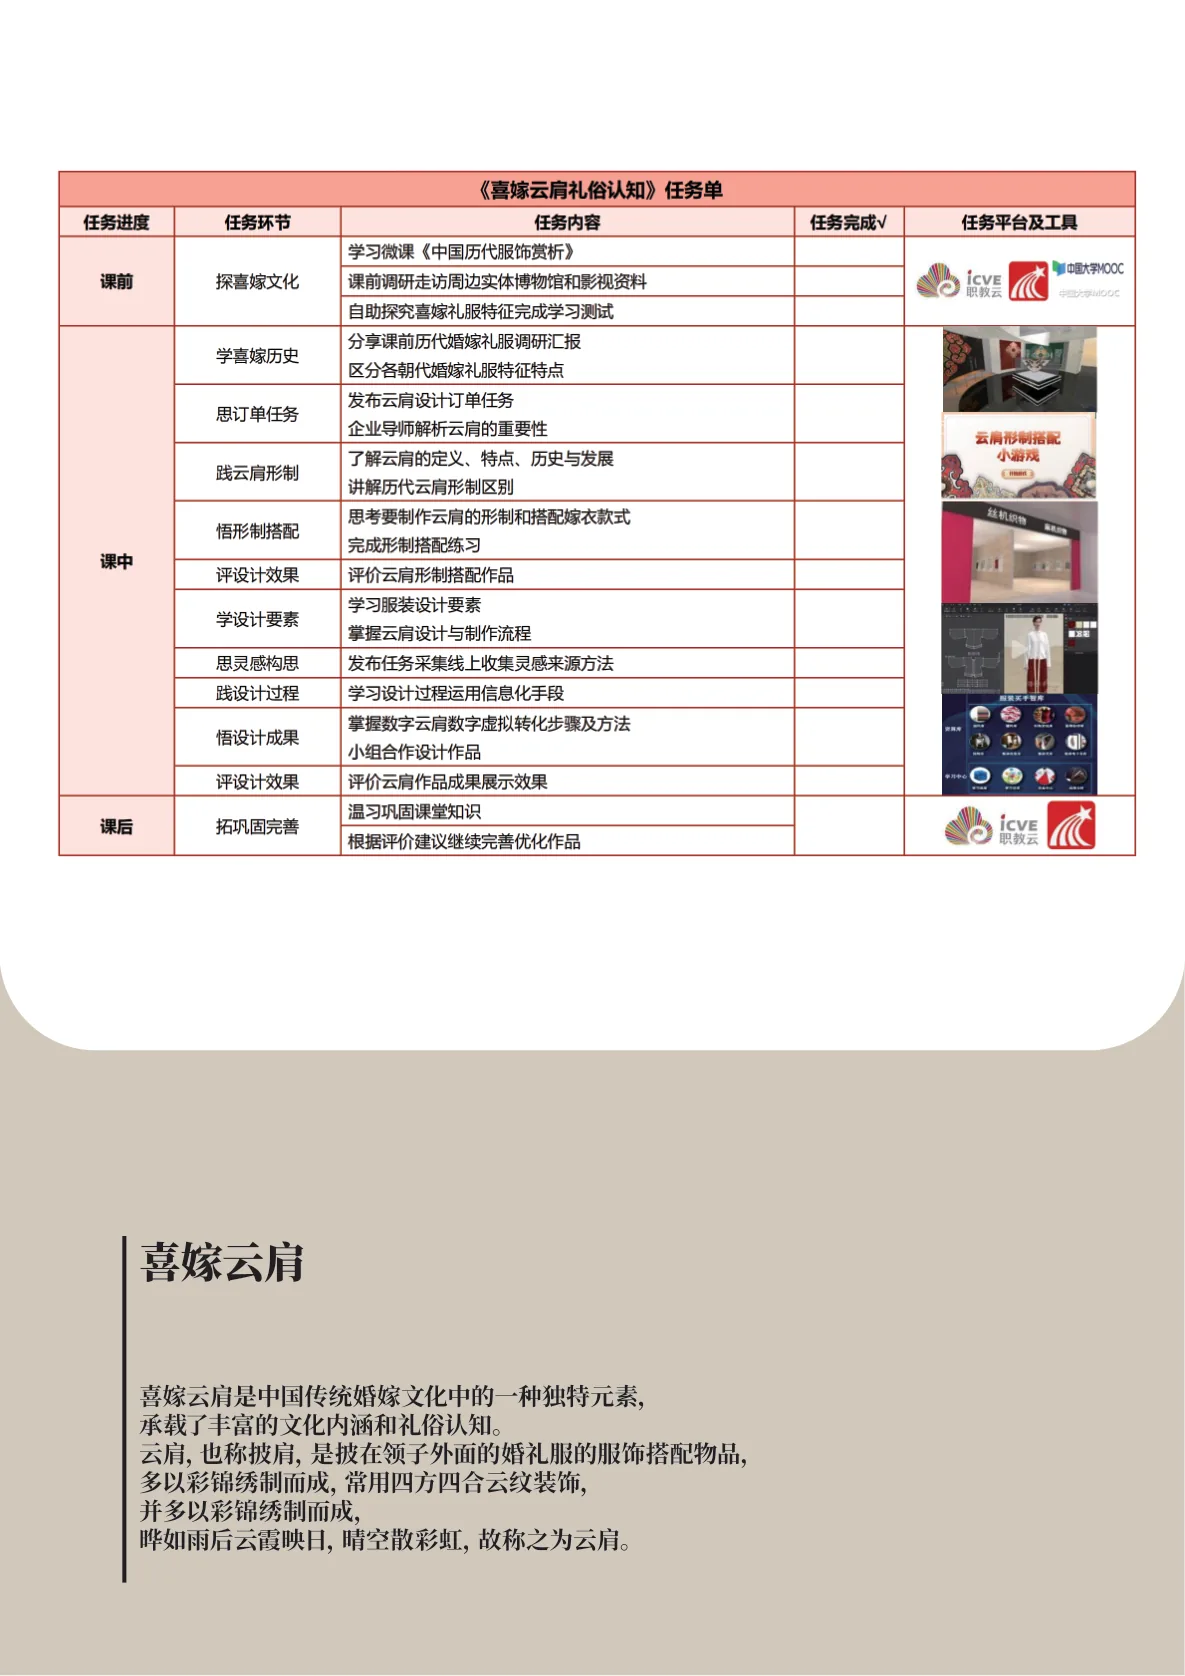 《喜嫁云肩礼俗认知》任务单
任务进度 任务环节 任务内容 任务完成√ 任务平台及工具
课前 探喜嫁文化
学习微课《中国历代服饰赏析》
课前调研走访周边实体博物馆和影视资料
自助探究喜嫁礼服特征完成学习测试
icve 职教云
中国大学MOOC
中国大学MOOC
课中
学喜嫁历史
分享课前历代婚嫁礼服调研汇报
区分各朝代婚嫁礼服特征特点
思订单任务
发布云肩设计订单任务
企业导师解析云肩的重要性
践云肩形制
了解云肩的定义、特点、历史与发展
讲解历代云肩形制区别
悟形制搭配
思考要制作云肩的形制和搭配嫁衣款式
完成形制搭配练习
评设计效果 评价云肩形制搭配作品
学设计要素
学习服装设计要素
掌握云肩设计与制作流程
思灵感构思 发布任务采集线上收集灵感来源方法
践设计过程 学习设计过程运用信息化手段
悟设计成果
掌握数字云肩数字虚拟转化步骤及方法
小组合作设计作品
评设计效果 评价云肩作品成果展示效果
云肩形制搭配
小游戏
丝机织物
课后 拓巩固完善
温习巩固课堂知识
根据评价建议继续完善优化作品
icve 职教云
喜嫁云肩
喜嫁云肩是中国传统婚嫁文化中的一种独特元素，
承载了丰富的文化内涵和礼俗认知。
云肩，也称披肩，是披在领子外面的婚礼服的服饰搭配物品，
多以彩锦绣制而成，常用四方四合云纹装饰，
并多以彩锦绣制而成，
晔如雨后云霞映日，晴空散彩虹，故称之为云肩。